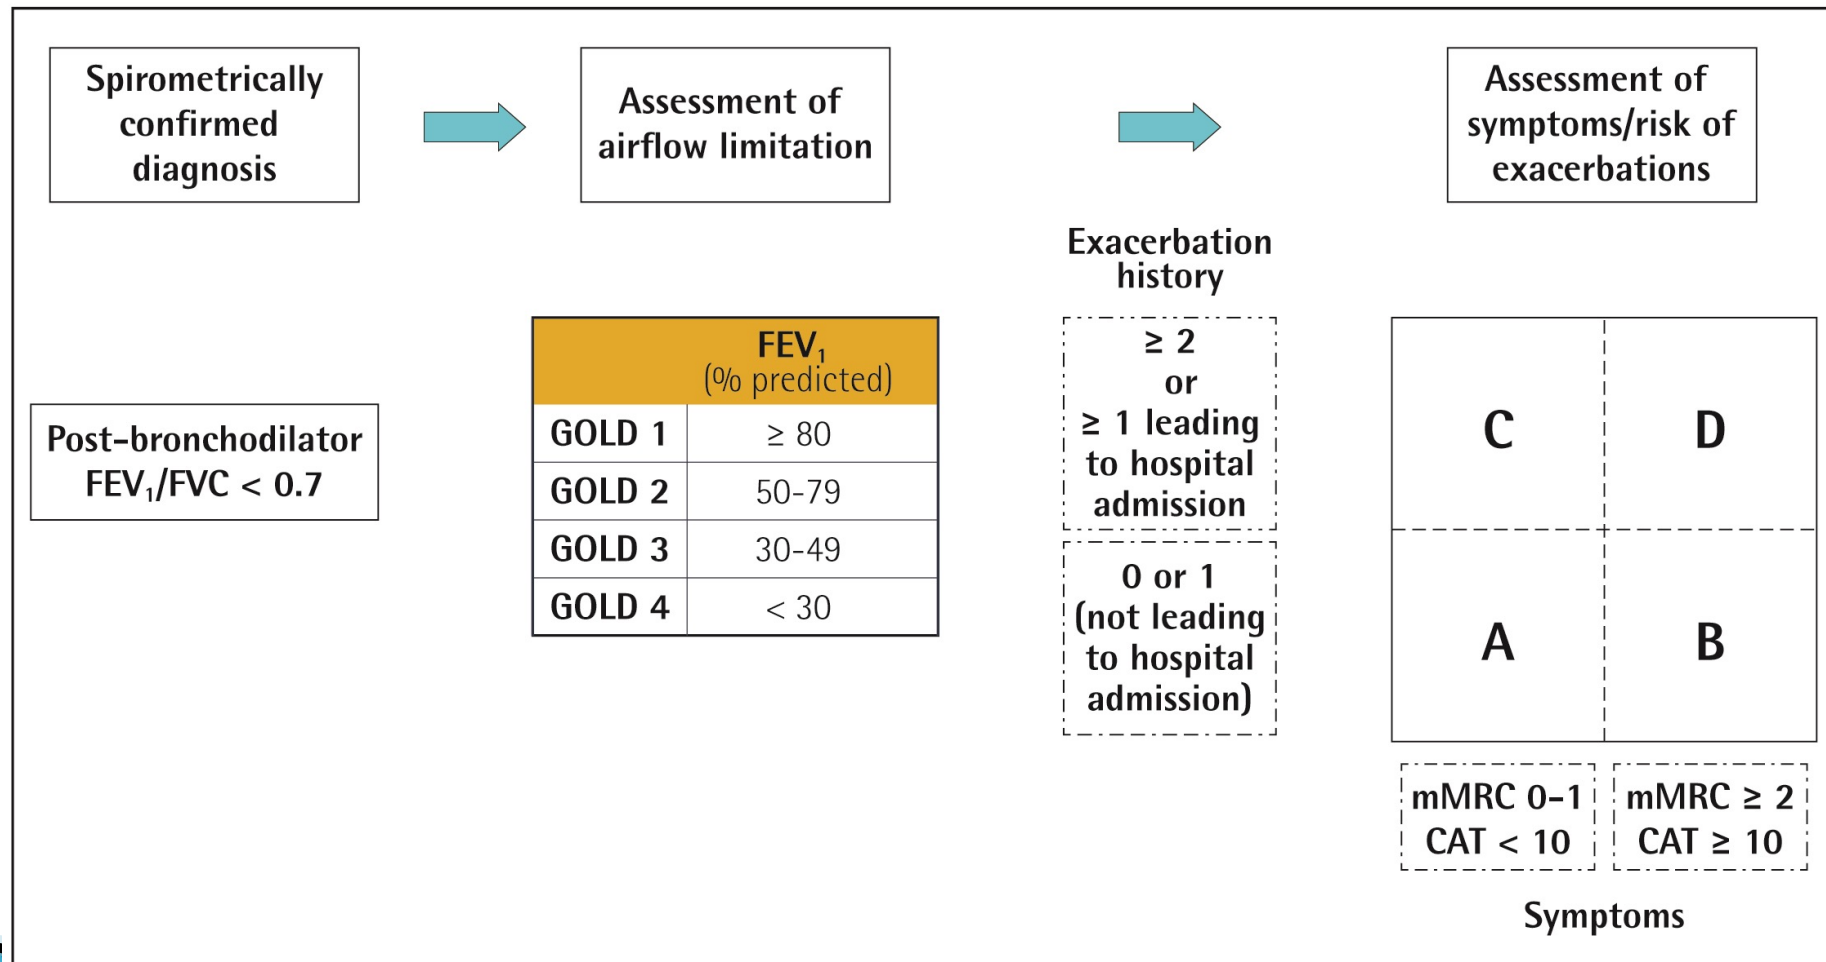 Spirometrically
confirmed
diagnosis
Assessment of
airflow limitation
Assessment of
symptoms/risk of
exacerbations
Post-bronchodilator
FEV₁/FVC < 0.7
FEV₁
(% predicted)
GOLD 1 ≥ 80
GOLD 2 50-79
GOLD 3 30-49
GOLD 4 < 30
Exacerbation
history
≥ 2
or
≥ 1 leading
to hospital
admission
0 or 1
(not leading
to hospital
admission)
C D
A B
mMRC 0-1
CAT < 10
mMRC ≥ 2
CAT ≥ 10
Symptoms